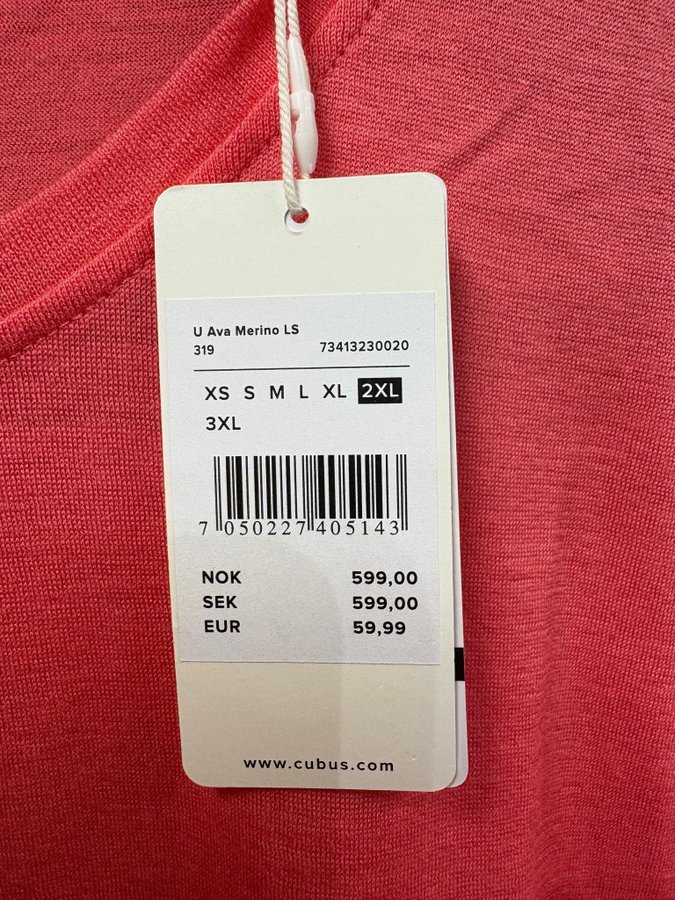 U Ava Merino LS
319 73413230020
XS S M L XL 2XL
3XL
7 050227 405143
NOK 599,00
SEK 599,00
EUR 59,99
www.cubus.com